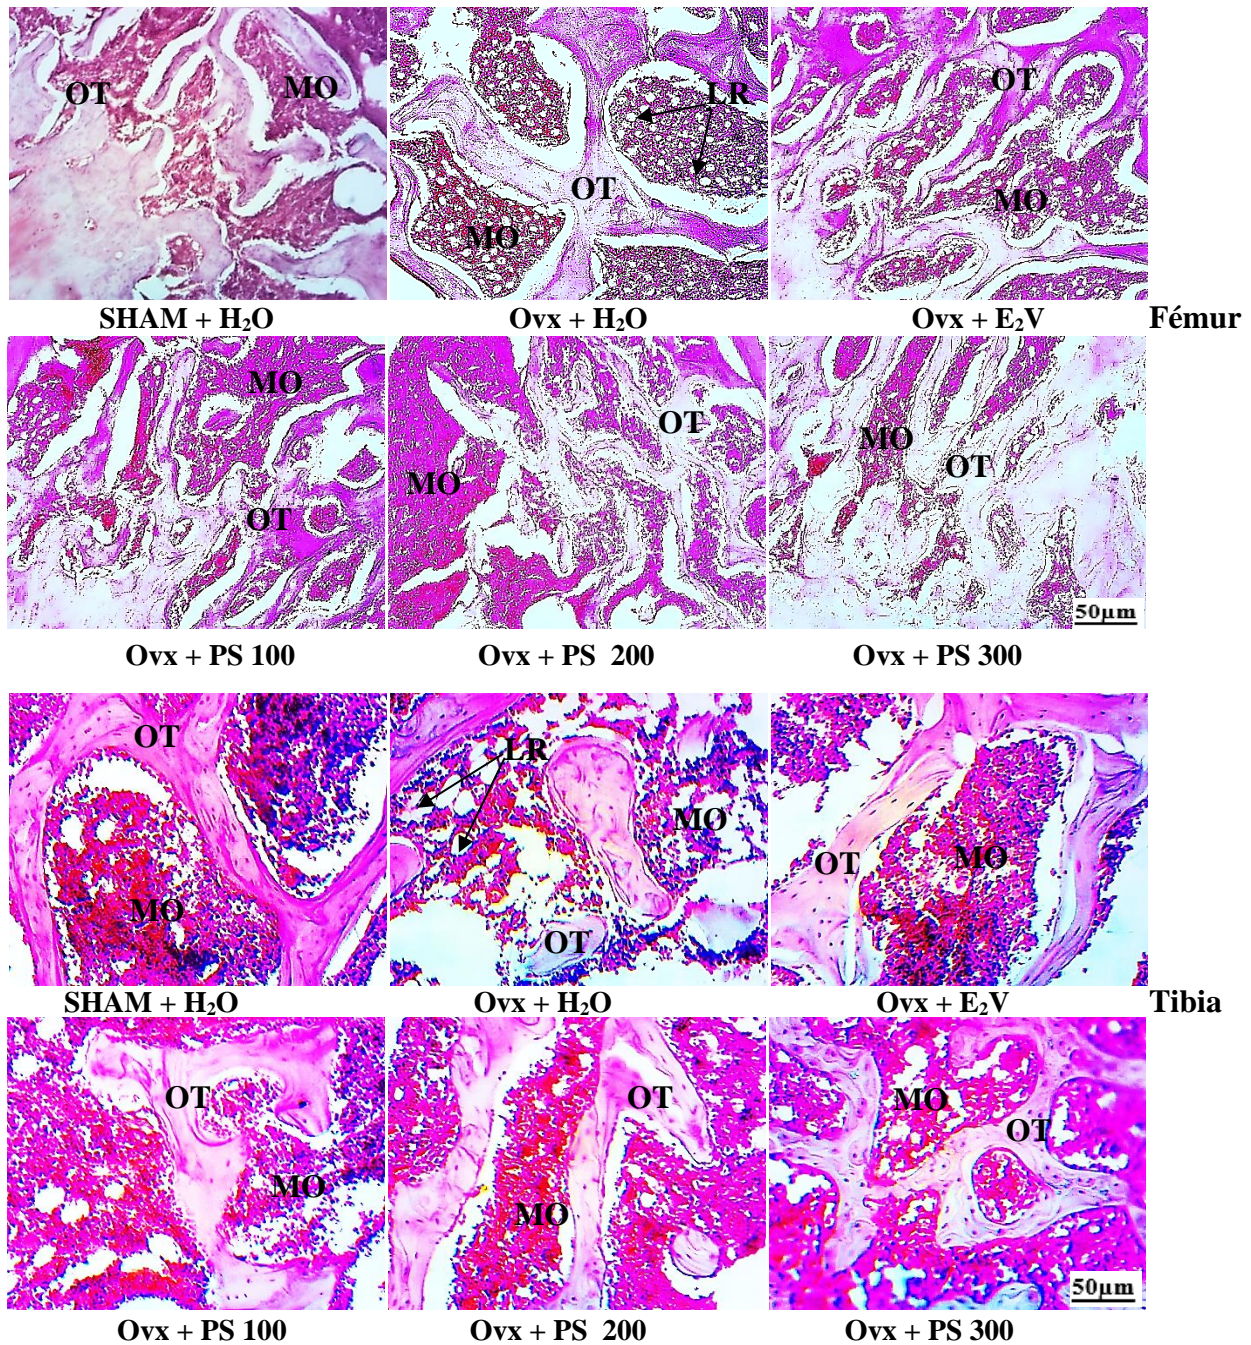 OT MO
LR
OT
MO
OT
MO
SHAM + H₂O Ovx + H₂O Ovx + E₂V Fémur
MO
OT
MO
OT
MO
OT
50µm
Ovx + PS 100 Ovx + PS 200 Ovx + PS 300
OT
MO
LR
MO
OT
OT
MO
SHAM + H₂O Ovx + H₂O Ovx + E₂V Tibia
OT
MO
OT
MO
MO
OT
50µm
Ovx + PS 100 Ovx + PS 200 Ovx + PS 300